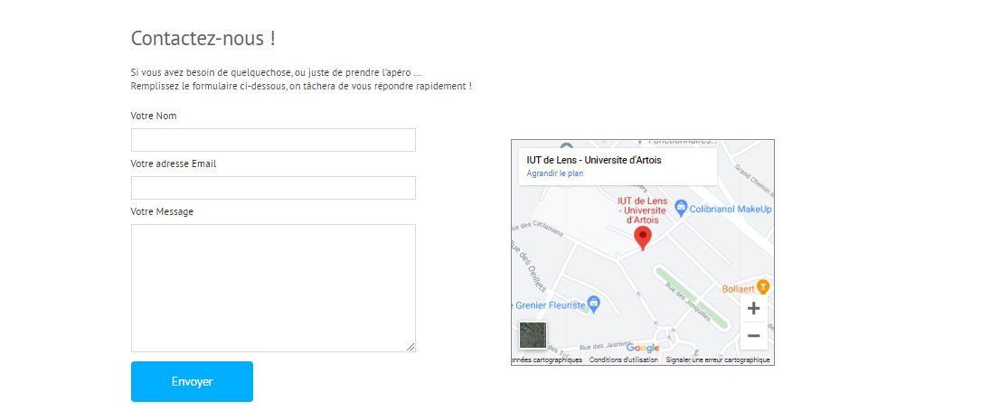 Contactez-nous !
Si vous avez besoin de quelquechose, ou juste de prendre l'apéro ...
Remplissez le formulaire ci-dessous, on tâchera de vous répondre rapidement !
Votre Nom
Votre adresse Email
Votre Message
Envoyer
Fonctionnaires...
IUT de Lens - Universite d'Artois
Agrandir le plan
Grand Chemin d
IUT de Lens
- Universite
d'Artois
Colibrianol MakeUp
Rue des Cyclamens
Rue des Oeillets
Bollaert
Rue des Jonquilles
e Grenier Fleuriste
Rue des Jasmins
Google
onnées cartographiques
Conditions d'utilisation
Signaler une erreur cartographique